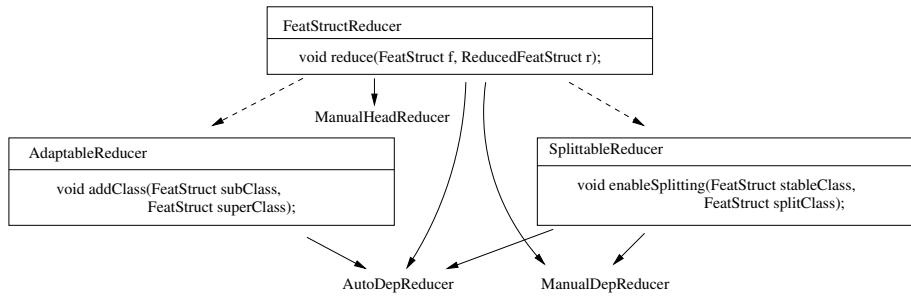 FeatStructReducer
void reduce(FeatStruct f, ReducedFeatStruct r);
ManualHeadReducer
AdaptableReducer
void addClass(FeatStruct subClass,
FeatStruct superClass);
SplittableReducer
void enableSplitting(FeatStruct stableClass,
FeatStruct splitClass);
AutoDepReducer
ManualDepReducer